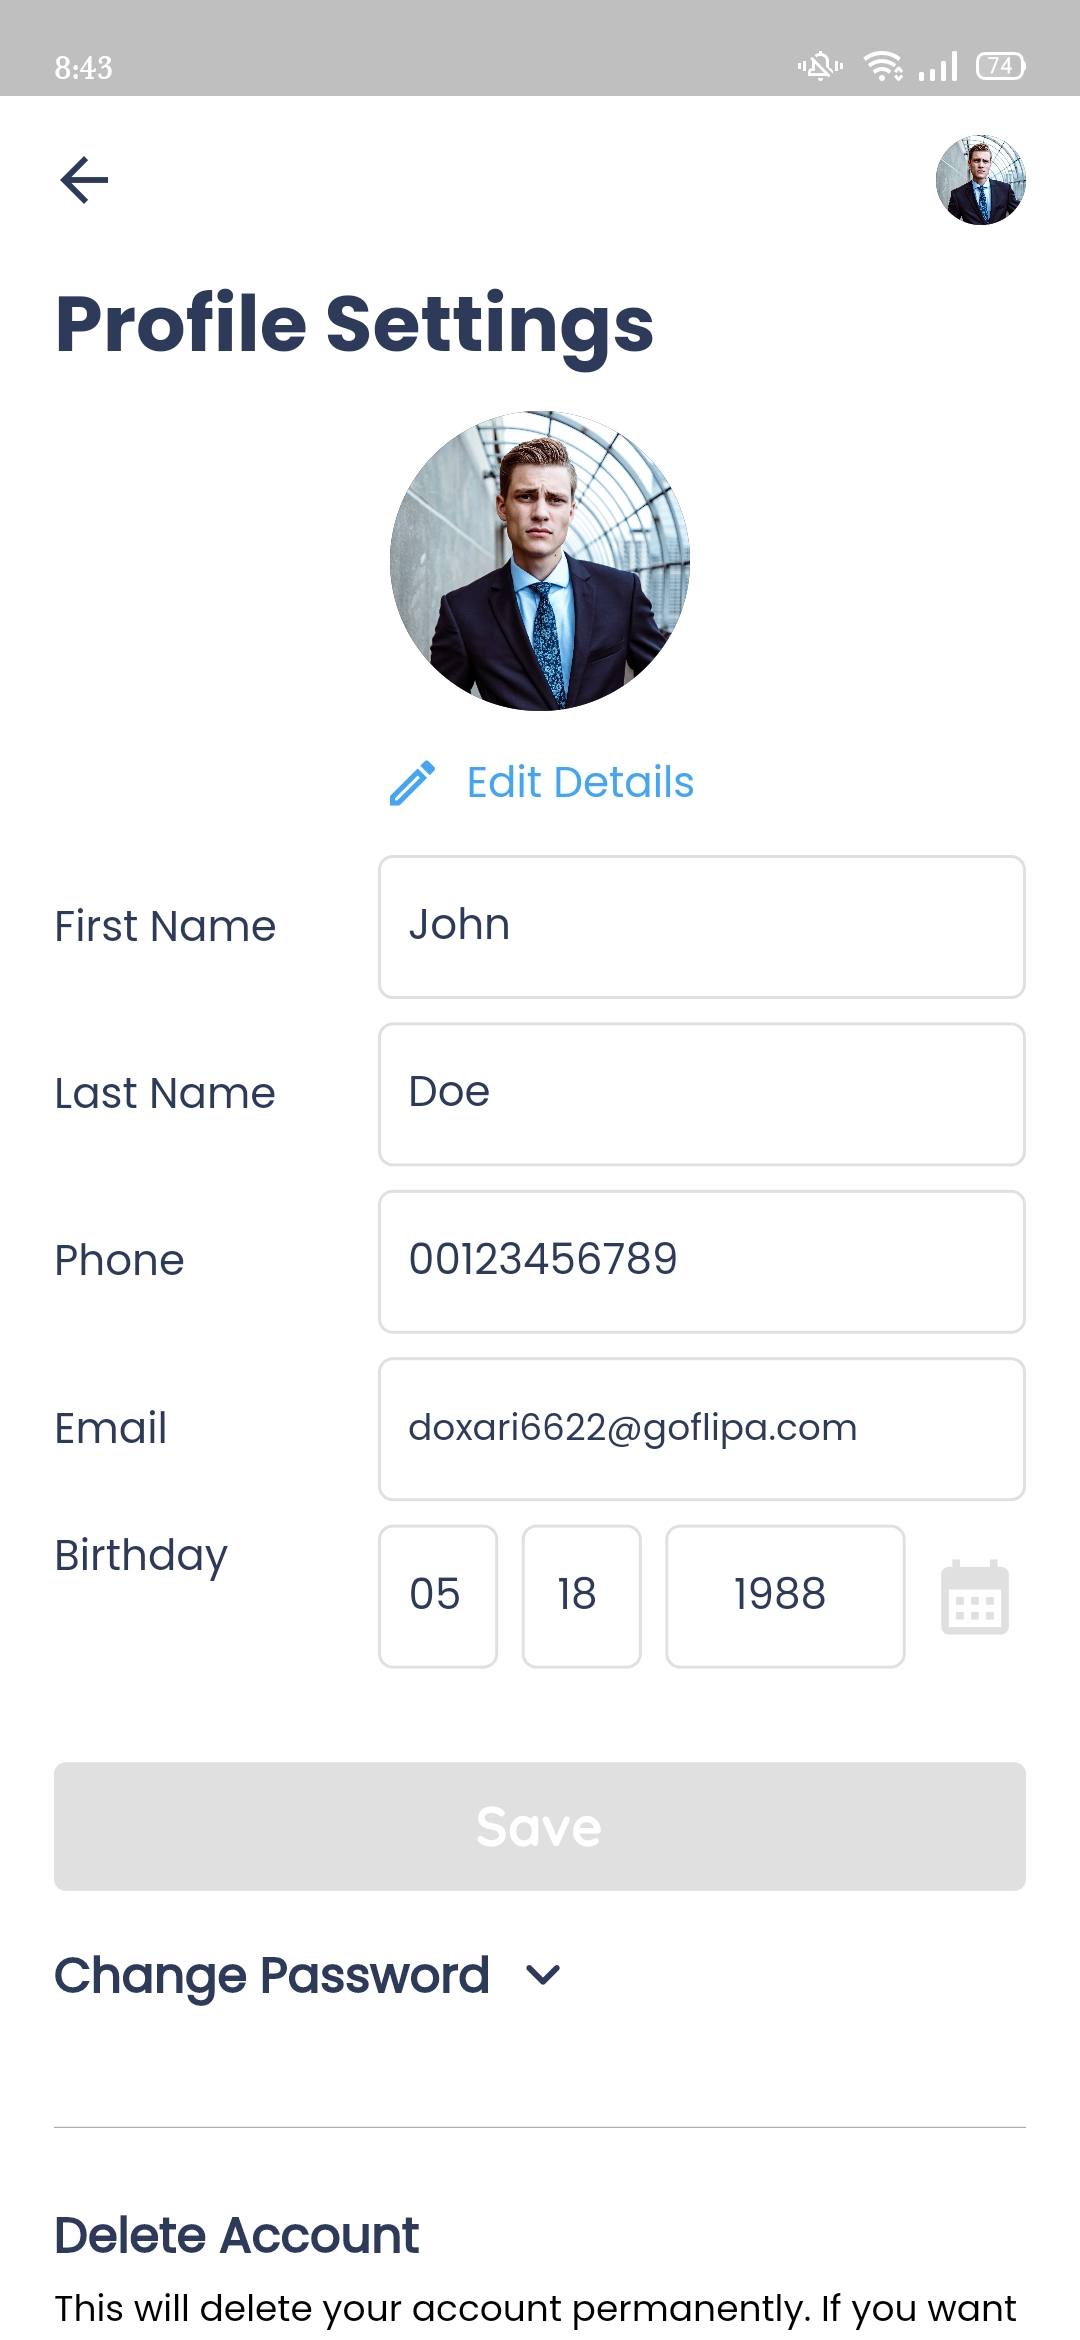 8:43
74
Profile Settings
Edit Details
First Name
John
Last Name
Doe
Phone
00123456789
Email
doxari6622@goflipa.com
Birthday
05 18 1988
Save
Change Password
Delete Account
This will delete your account permanently. If you want